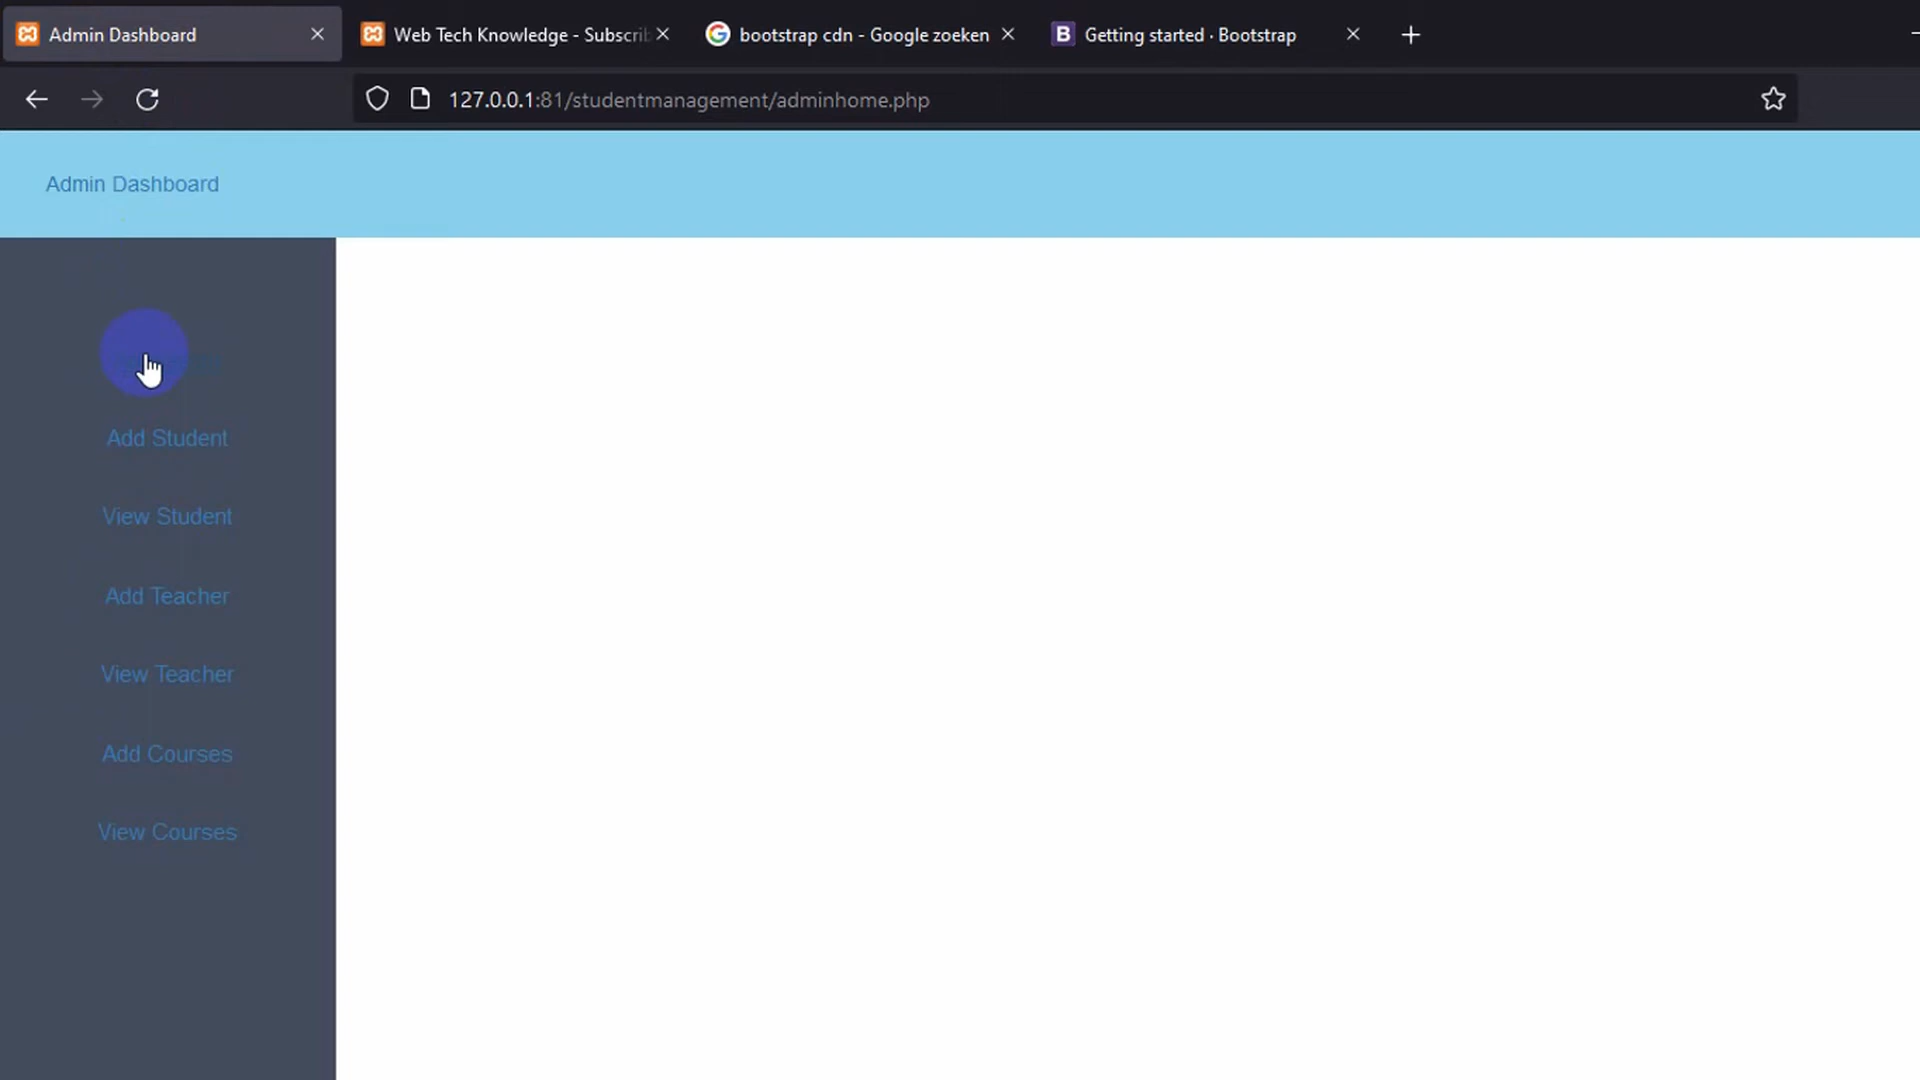 Admin Dashboard
Web Tech Knowledge - Subscrib
bootstrap cdn - Google zoeken
Getting started · Bootstrap
127.0.0.1:81/studentmanagement/adminhome.php
Admin Dashboard
Add Student
View Student
Add Teacher
View Teacher
Add Courses
View Courses